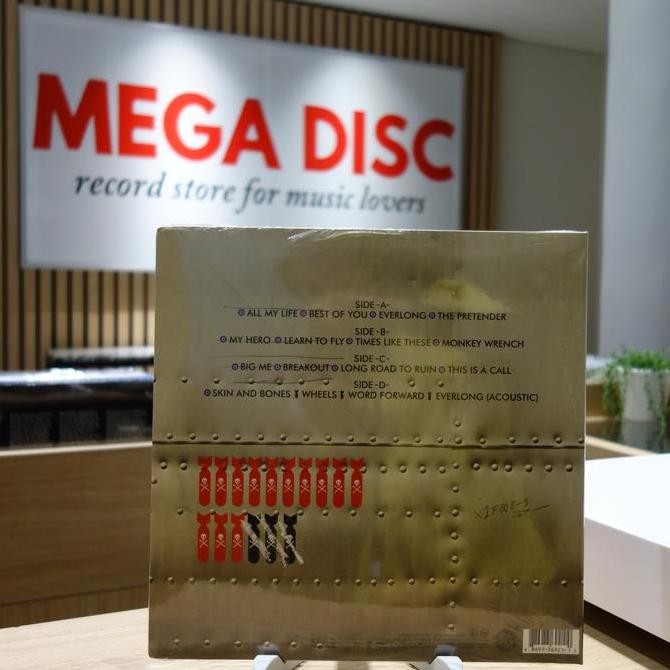 MEGA DISC
record store for music lovers
SIDE -A-
ALL MY LIFE BEST OF YOU EVERLONG THE PRETENDER
SIDE -B-
MY HERO LEARN TO FLY TIMES LIKE THESE MONKEY WRENCH
SIDE -C-
BIG ME BREAKOUT LONG ROAD TO RUIN THIS IS A CALL
SIDE -D-
SKIN AND BONES WHEELS WORD FORWARD EVERLONG (ACOUSTIC)